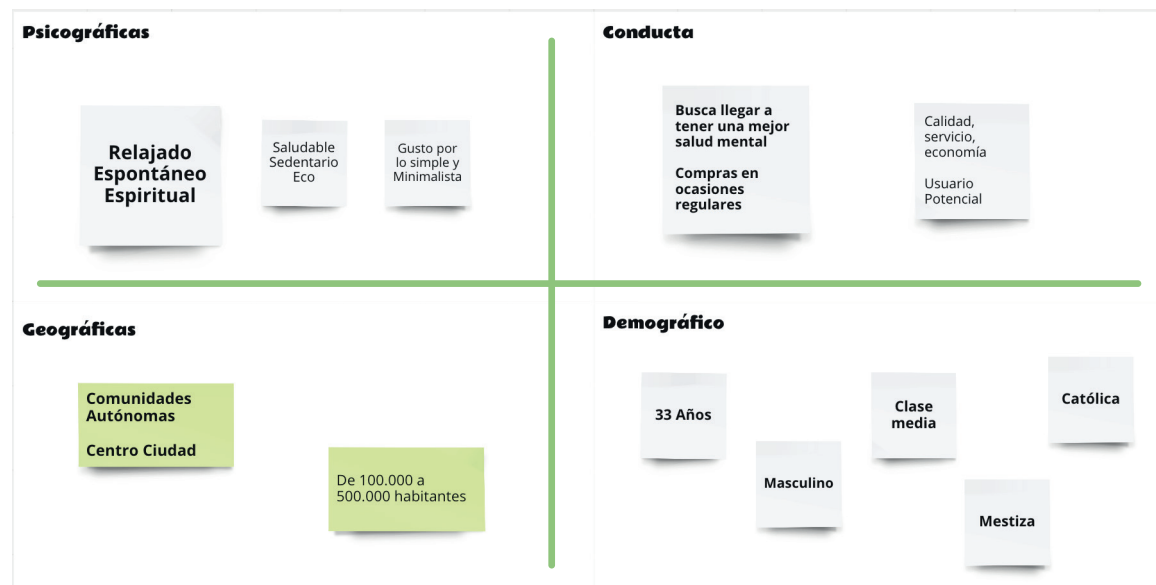 Psicográficas
Relajado
Espontáneo
Espiritual
Saludable
Sedentario
Eco
Gusto por
lo simple y
Minimalista
Conducta
Busca llegar a
tener una mejor
salud mental
Compras en
ocasiones
regulares
Calidad,
servicio,
economía
Usuario
Potencial
Geográficas
Comunidades
Autónomas
Centro Ciudad
De 100.000 a
500.000 habitantes
Demográfico
33 Años
Masculino
Clase
media
Mestiza
Católica